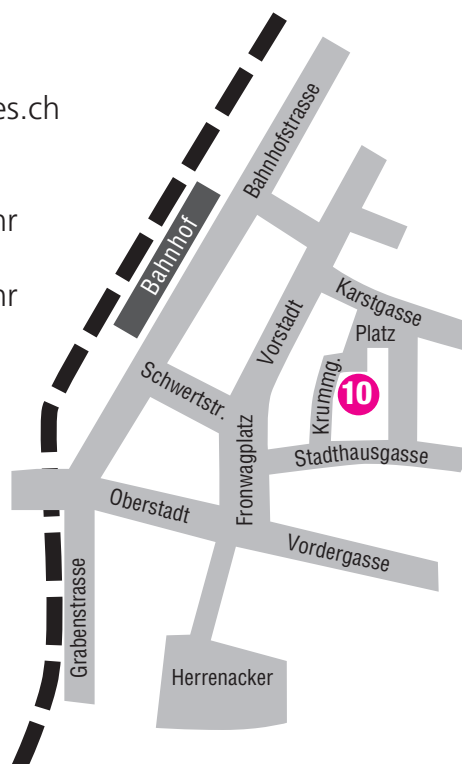 es.ch
hr
hr
Bahnhofstrasse
Bahnhof
Karstgasse
Platz
Vorstadt
Krummg.
10
Schwertstr.
Stadthausgasse
Fronwagplatz
Oberstadt
Vordergasse
Grabenstrasse
Herrenacker